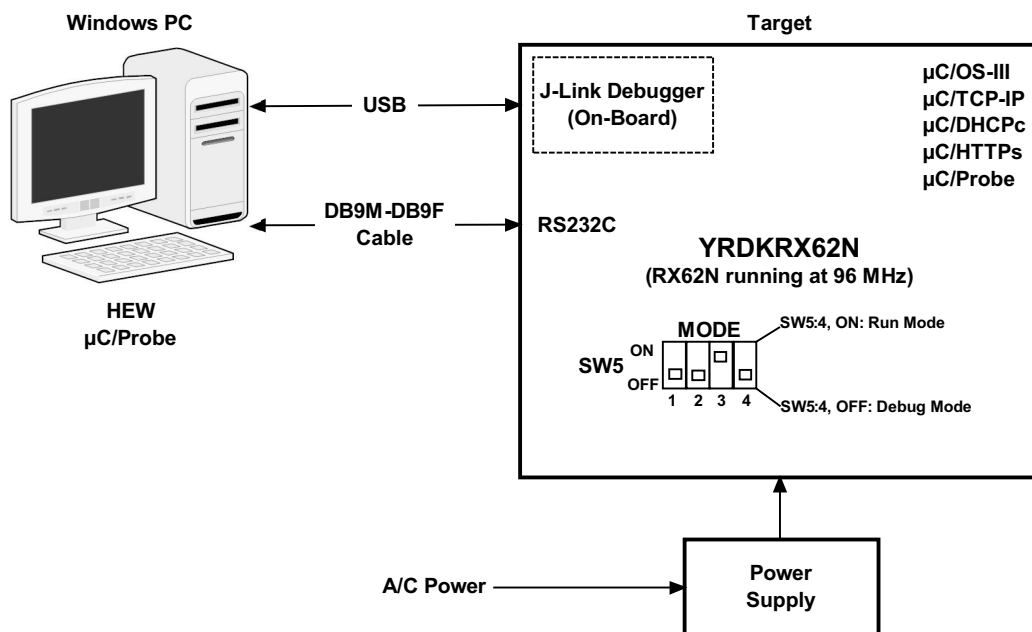 Windows PC
Target
J-Link Debugger
(On-Board)
µC/OS-III
µC/TCP-IP
µC/DHCPc
µC/HTTPs
µC/Probe
USB
DB9M-DB9F
Cable
RS232C
YRDKRX62N
(RX62N running at 96 MHz)
HEW
µC/Probe
MODE
SW5:4, ON: Run Mode
SW5
ON
OFF
1 2 3 4
SW5:4, OFF: Debug Mode
A/C Power
Power
Supply